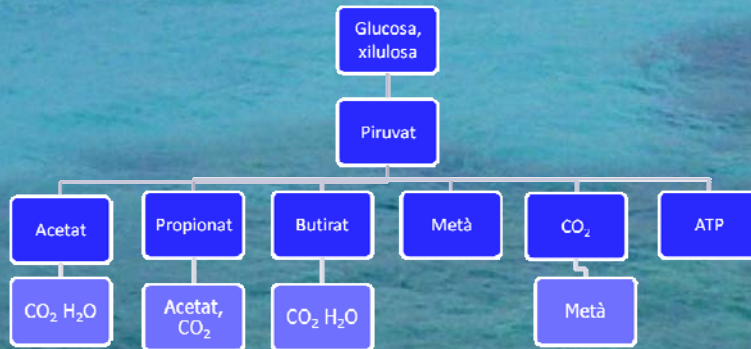 Glucosa,
xilulosa
Piruvat
Acetat
Propionat
Butirat
Metà
CO₂
ATP
CO₂ H₂O
Acetat,
CO₂
CO₂ H₂O
Metà